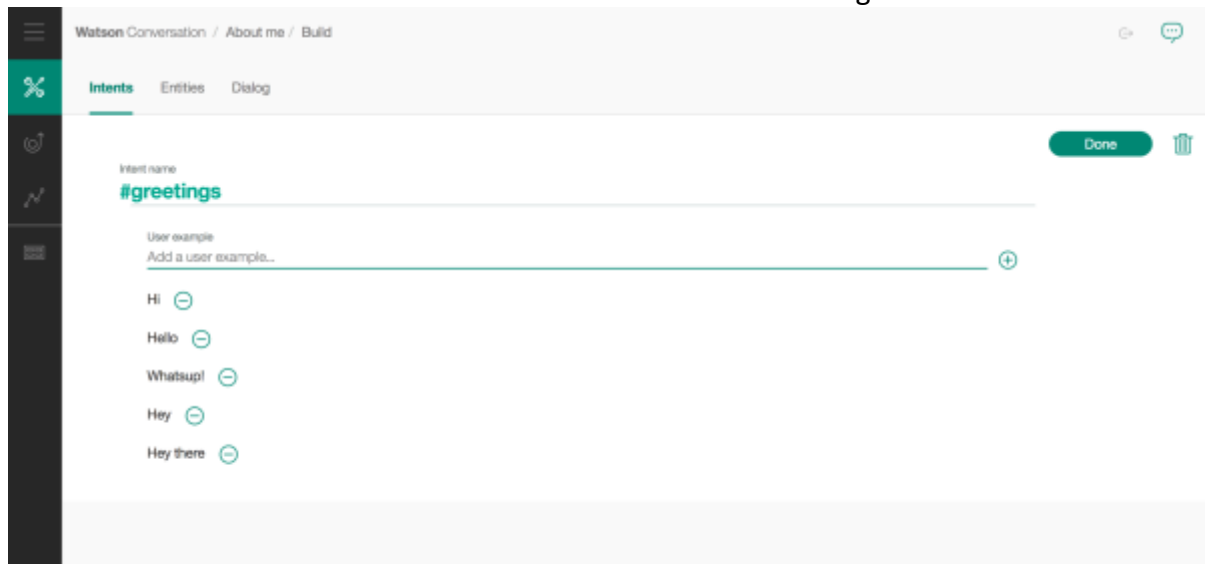 Watson Conversation / About me / Build
Intents Entities Dialog
Done
Intent name
#greetings
User example
Add a user example...
Hi
Hello
Whatsup!
Hey
Hey there